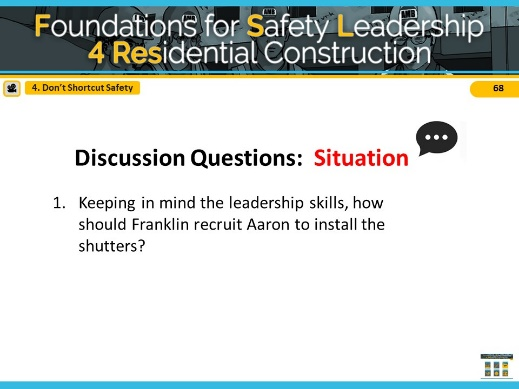 Foundations for Safety Leadership
4 Residential Construction
4. Don't Shortcut Safety
68
Discussion Questions: Situation
1. Keeping in mind the leadership skills, how
should Franklin recruit Aaron to install the
shutters?